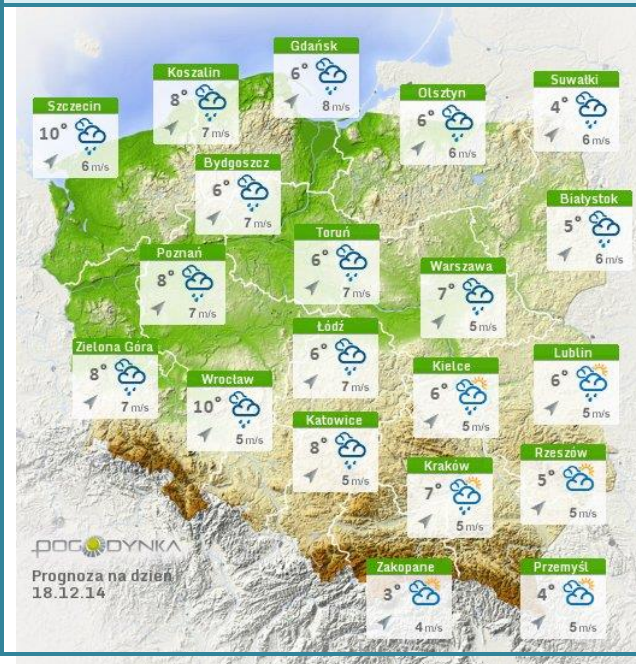 Gdańsk
6°
8 m/s
Koszalin
8°
7 m/s
Suwałki
4°
6 m/s
Olsztyn
6°
6 m/s
Szczecin
10°
6 m/s
Bydgoszcz
6°
7 m/s
Białystok
5°
6 m/s
Toruń
6°
7 m/s
Poznań
8°
7 m/s
Warszawa
7°
5 m/s
Łódź
6°
7 m/s
Zielona Góra
8°
7 m/s
Lublin
6°
5 m/s
Kielce
6°
5 m/s
Wrocław
10°
5 m/s
Katowice
8°
5 m/s
Rzeszów
5°
5 m/s
Kraków
7°
5 m/s
POGODYNKA
Prognoza na dzień
18.12.14
Zakopane
3°
4 m/s
Przemyśl
4°
5 m/s